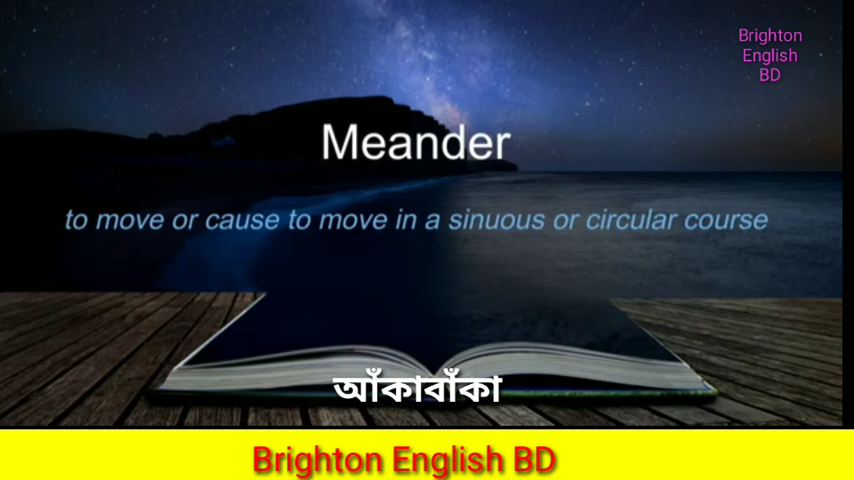 Brighton
English
BD
Meander
to move or cause to move in a sinuous or circular course
আঁকাবাঁকা
Brighton English BD